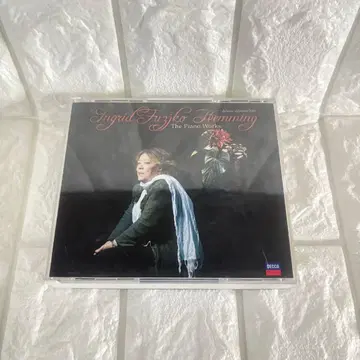 Ingrid Fuzjko Hemming
The Piano Works
DECCA